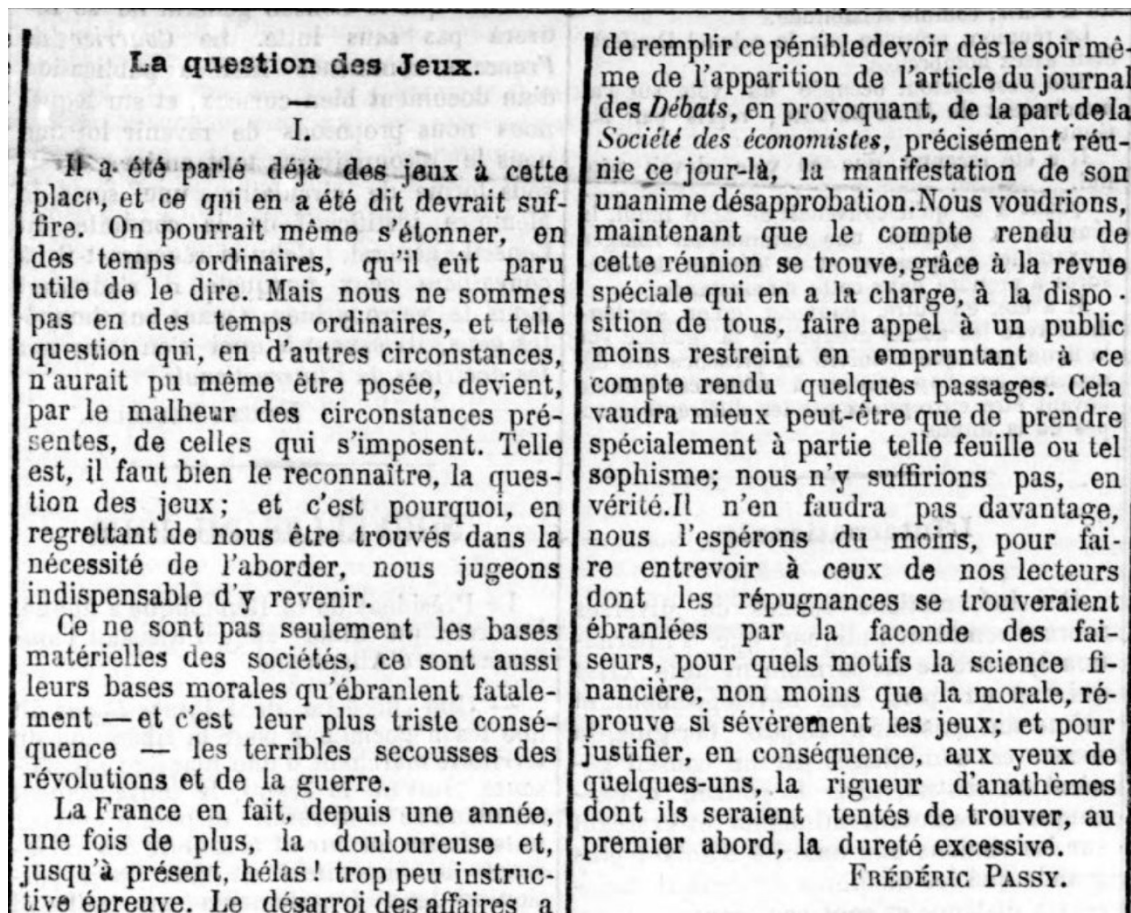 La question des Jeux.
I.
Il a été parlé déjà des jeux à cette
place, et ce qui en a été dit devrait suf-
fire. On pourrait même s'étonner, en
des temps ordinaires, qu'il eût paru
utile de le dire. Mais nous ne sommes
pas en des temps ordinaires, et telle
question qui, en d'autres circonstances,
n'aurait pu même être posée, devient,
par le malheur des circonstances pré-
sentes, de celles qui s'imposent. Telle
est, il faut bien le reconnaître, la ques-
tion des jeux; et c'est pourquoi, en
regrettant de nous être trouvés dans la
nécessité de l'aborder, nous jugeons
indispensable d'y revenir.
Ce ne sont pas seulement les bases
matérielles des sociétés, ce sont aussi
leurs bases morales qu'ébranlent fatale-
ment — et c'est leur plus triste consé-
quence — les terribles secousses des
révolutions et de la guerre.
La France en fait, depuis une année,
une fois de plus, la douloureuse et,
jusqu'à présent, hélas! trop peu instruc-
tive épreuve. Le désarroi des affaires a
de remplir ce pénible devoir dès le soir mê-
me de l'apparition de l'article du journal
des Débats, en provoquant, de la part de la
Société des économistes, précisément réu-
nie ce jour-là, la manifestation de son
unanime désapprobation. Nous voudrions,
maintenant que le compte rendu de
cette réunion se trouve, grâce à la revue
spéciale qui en a la charge, à la dispo-
sition de tous, faire appel à un public
moins restreint en empruntant à ce
compte rendu quelques passages Cela
vaudra mieux peut-être que de prendre
spécialement à partie telle feuille ou tel
sophisme; nous n'y suffirions pas, en
vérité. Il n'en faudra pas davantage,
nous l'espérons du moins, pour fai-
re entrevoir à ceux de nos lecteurs
dont les répugnances se trouveraient
ébranlées par la faconde des fai-
seurs, pour quels motifs la science fi-
nancière, non moins que la morale, ré-
prouve si sévèrement les jeux; et pour
justifier, en conséquence, aux yeux de
quelques-uns, la rigueur d'anathèmes
dont ils seraient tentés de trouver, au
premier abord, la dureté excessive.
FRÉDÉRIC PASSY.